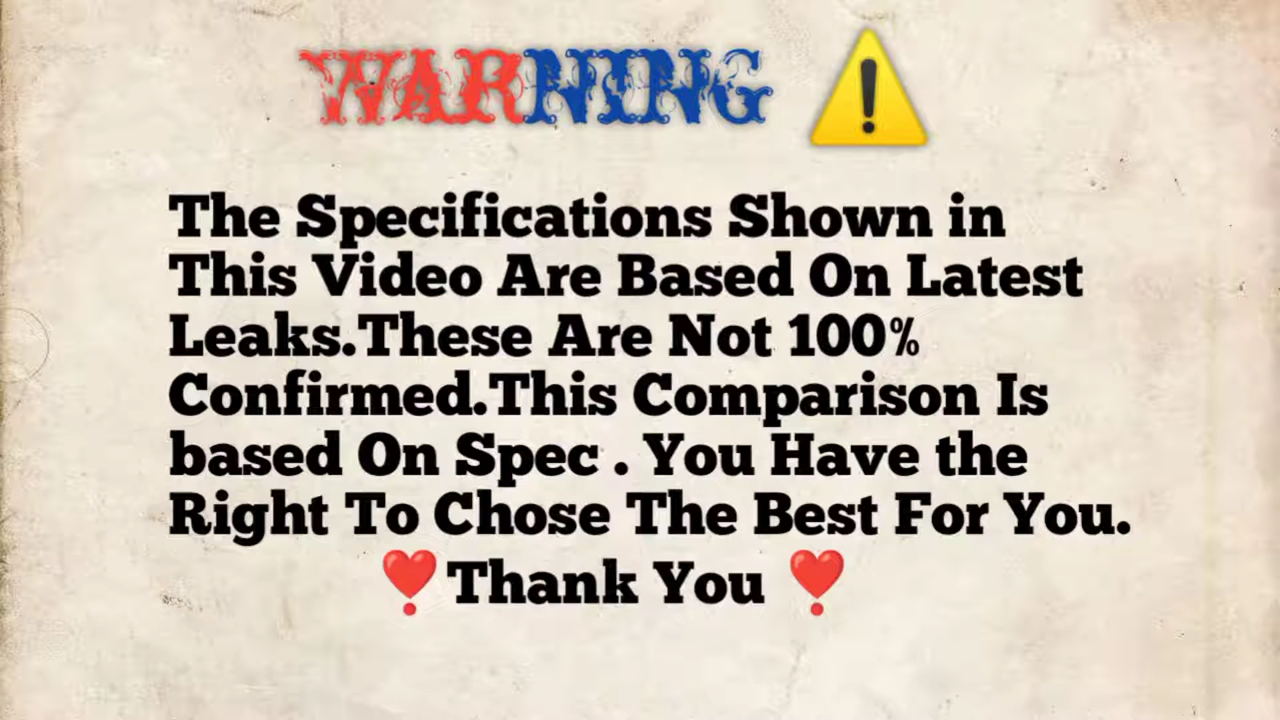 WARNING ⚠️
The Specifications Shown in
This Video Are Based On Latest
Leaks.These Are Not 100%
Confirmed.This Comparison Is
based On Spec . You Have the
Right To Chose The Best For You.
❣️Thank You ❣️